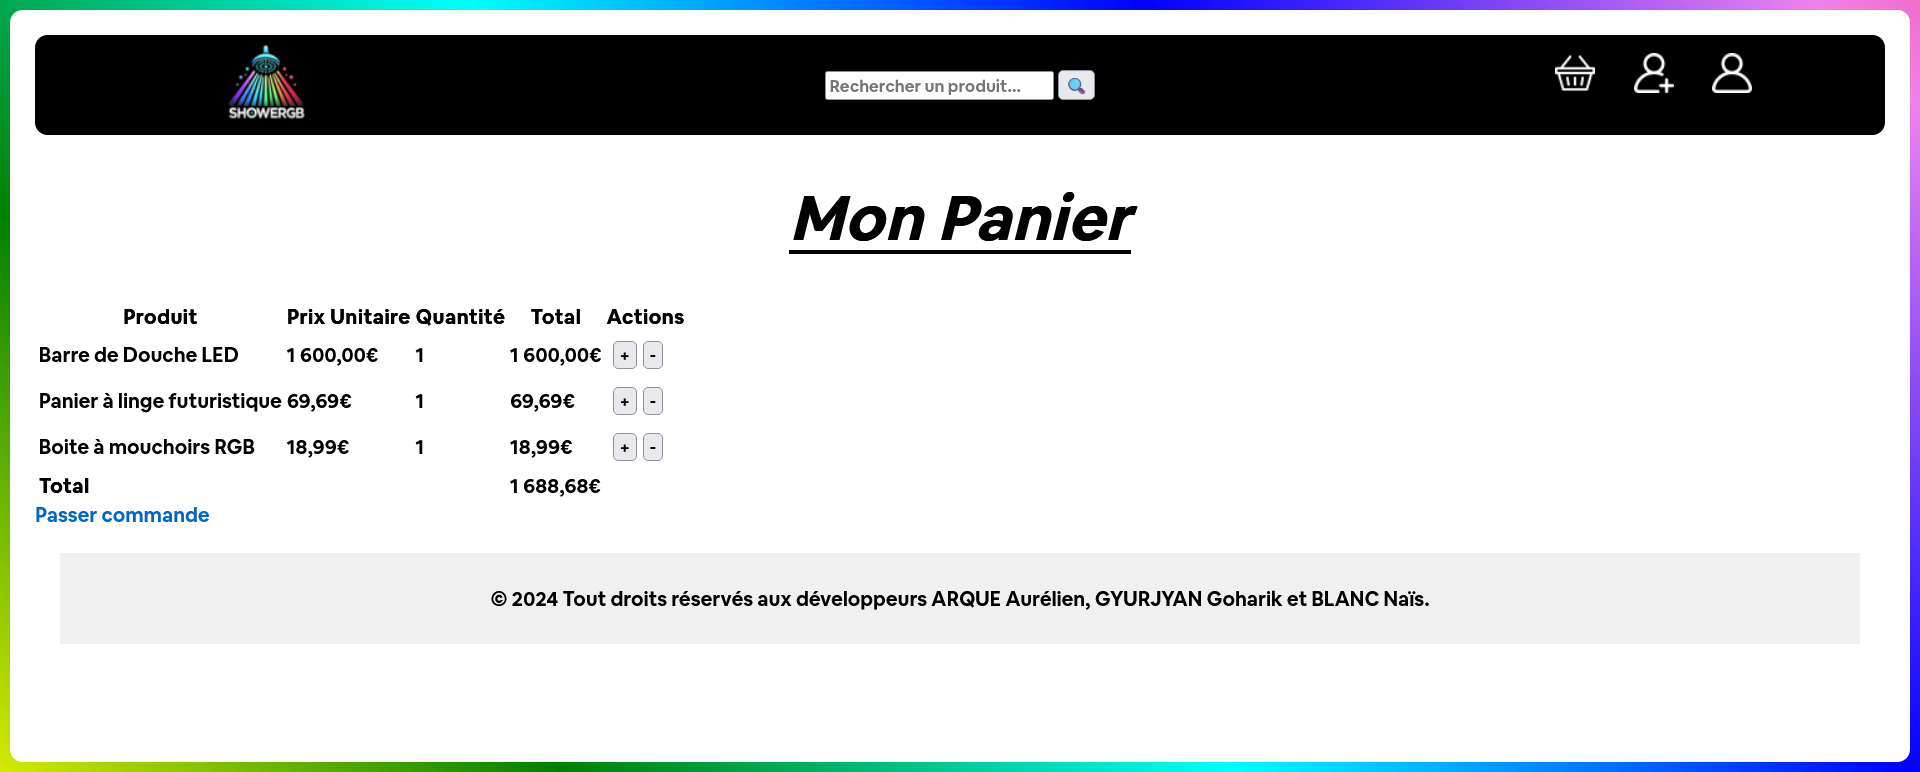 SHOWERGB
Rechercher un produit...
Mon Panier
Produit Prix Unitaire Quantité Total Actions
Barre de Douche LED 1 600,00€ 1 1 600,00€ + -
Panier à linge futuristique 69,69€ 1 69,69€ + -
Boite à mouchoirs RGB 18,99€ 1 18,99€ + -
Total 1 688,68€
Passer commande
© 2024 Tout droits réservés aux développeurs ARQUE Aurélien, GYURJYAN Goharik et BLANC Naïs.